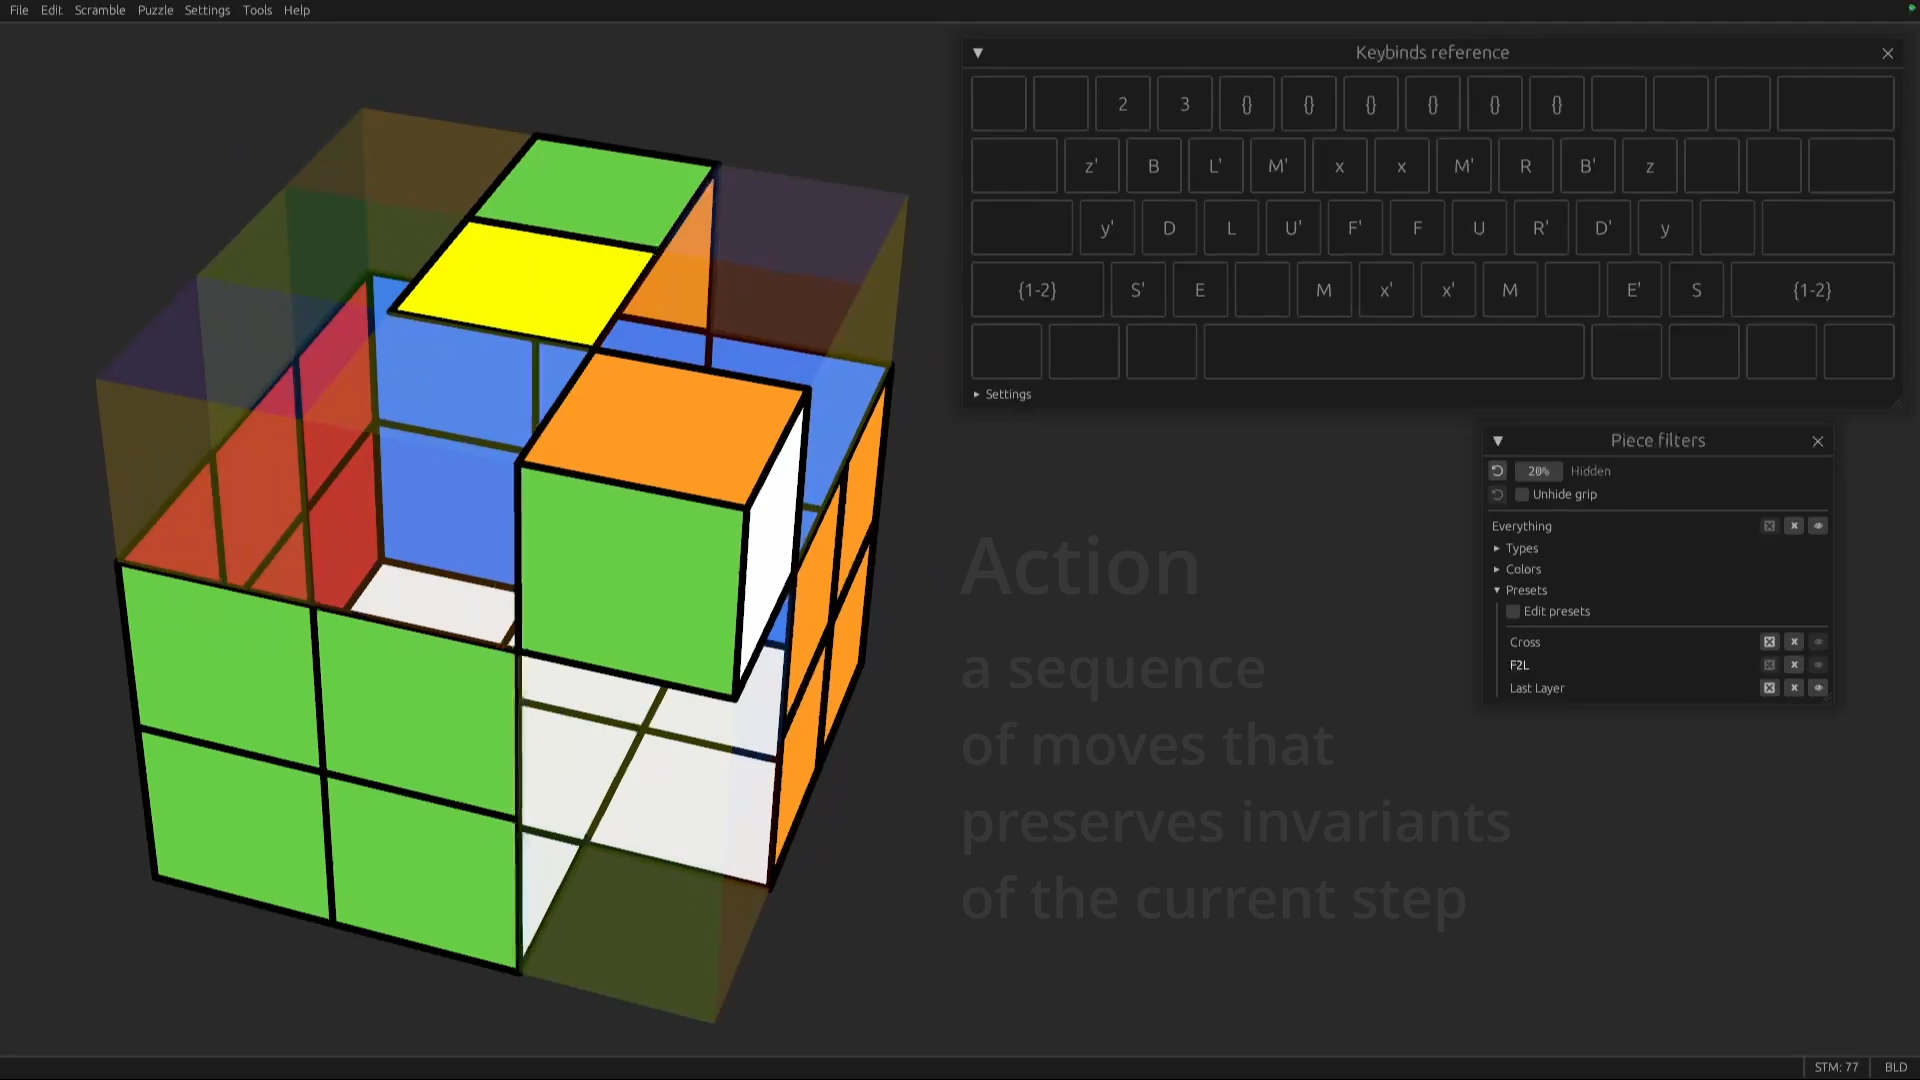 File Edit Scramble Puzzle Settings Tools Help
Keybinds reference
2 3 {} {} {} {} {} {}
z' B L' M' x x M' R B' z
y' D L U' F' F U R' D' y
{1-2} S' E M x' x' M E' S {1-2}
Settings
Piece filters
20% Hidden
Unhide grip
Everything
Types
Colors
Presets
Edit presets
Cross
F2L
Last Layer
Action
a sequence
of moves that
preserves invariants
of the current step
STM: 77 BLD